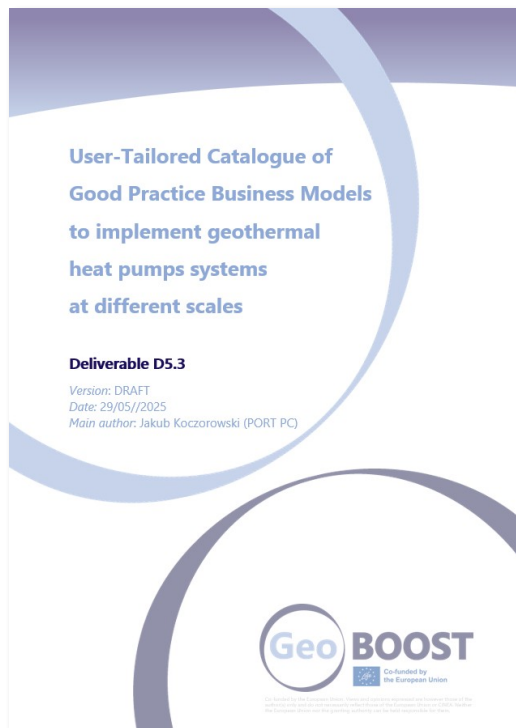 User-Tailored Catalogue of
Good Practice Business Models
to implement geothermal
heat pumps systems
at different scales
Deliverable D5.3
Version: DRAFT
Date: 29/05//2025
Main author: Jakub Koczorowski (PORT PC)
Geo BOOST
Co-funded by
the European Union